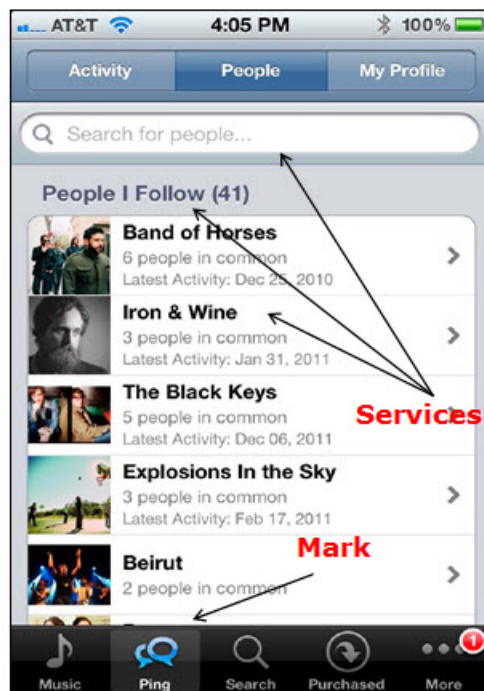 AT&T 4:05 PM 100%
Activity People My Profile
Search for people...
People I Follow (41)
Band of Horses
6 people in common
Latest Activity: Dec 25, 2010
Iron & Wine
3 people in common
Latest Activity: Jan 31, 2011
The Black Keys
5 people in common
Services
Latest Activity: Dec 06, 2011
Explosions In the Sky
3 people in common
Latest Activity: Feb 17, 2011
Mark
Beirut
2 people in common
1
Music Ping Search Purchased More